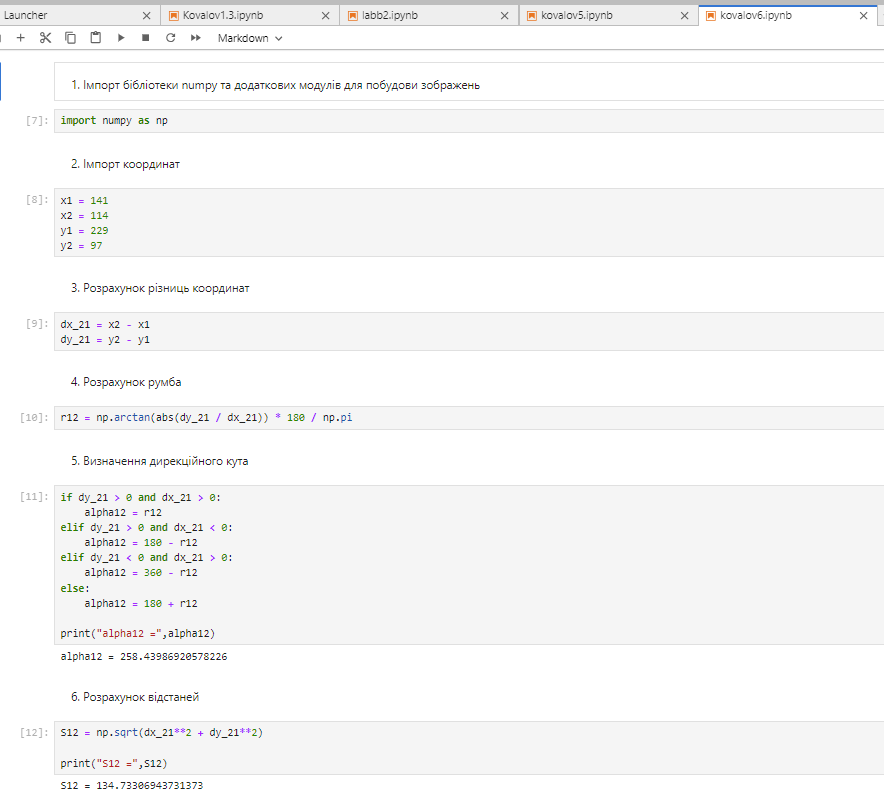 Launcher
Kovalov1.3.ipynb
labb2.ipynb
kovalov5.ipynb
kovalov6.ipynb
Markdown
1. Імпорт бібліотеки numpy та додаткових модулів для побудови зображень
[7]:
import numpy as np
2. Імпорт координат
[8]:
x1 = 141
x2 = 114
y1 = 229
y2 = 97
3. Розрахунок різниць координат
[9]:
dx_21 = x2 - x1
dy_21 = y2 - y1
4. Розрахунок румба
[10]:
r12 = np.arctan(abs(dy_21 / dx_21)) * 180 / np.pi
5. Визначення дирекційного кута
[11]:
if dy_21 > 0 and dx_21 > 0:
    alpha12 = r12
elif dy_21 > 0 and dx_21 < 0:
    alpha12 = 180 - r12
elif dy_21 < 0 and dx_21 > 0:
    alpha12 = 360 - r12
else:
    alpha12 = 180 + r12
print("alpha12 =",alpha12)
alpha12 = 258.43986920578226
6. Розрахунок відстаней
[12]:
S12 = np.sqrt(dx_21**2 + dy_21**2)
print("S12 =",S12)
S12 = 134.73306943731373